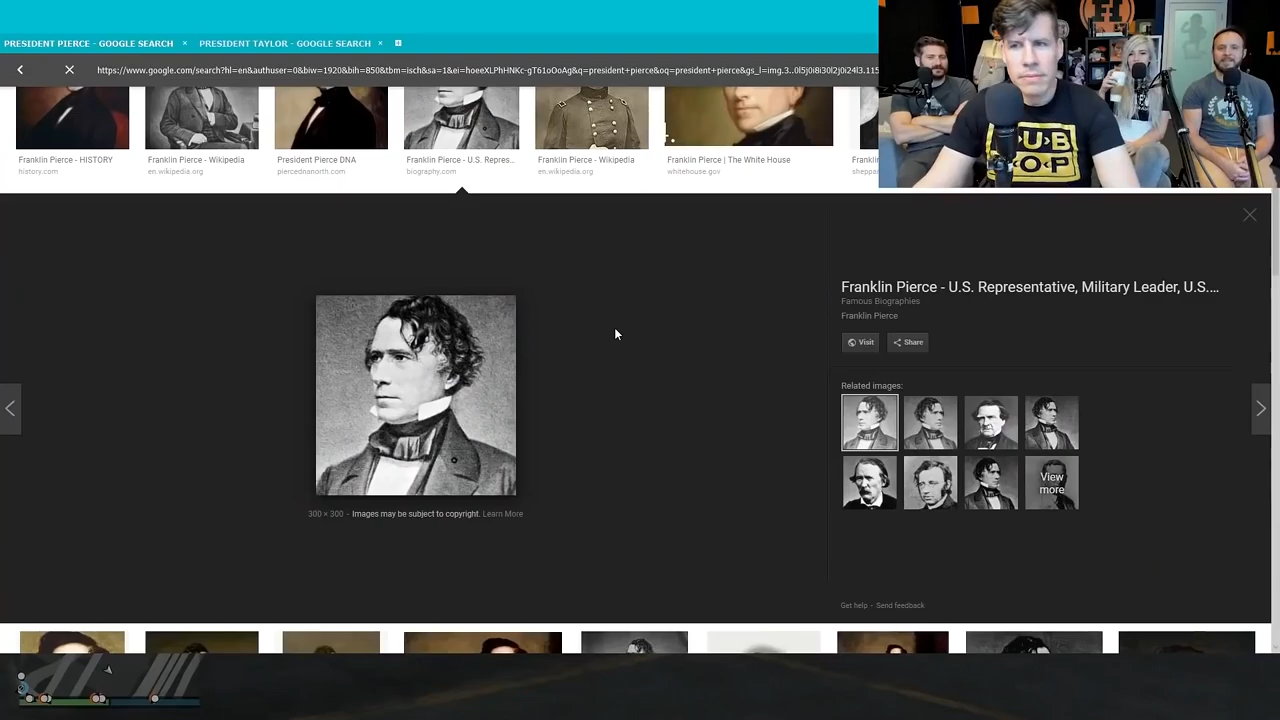 PRESIDENT PIERCE - GOOGLE SEARCH × PRESIDENT TAYLOR - GOOGLE SEARCH ×
https://www.google.com/search?hl=en&authuser=0&biw=1920&bih=850&tbm=isch&sa=1&ei=hoeeXLPhHNKc-gT61oOoAg&q=president+pierce&oq=president+pierce&gs_l=img.3..0l5j0i8i30l2j0i24l3.115
Franklin Pierce - HISTORY
history.com
Franklin Pierce - Wikipedia
en.wikipedia.org
President Pierce DNA
piercednanorth.com
Franklin Pierce - U.S. Repres...
biography.com
Franklin Pierce - Wikipedia
en.wikipedia.org
Franklin Pierce | The White House
whitehouse.gov
Franklin
shepp
Franklin Pierce - U.S. Representative, Military Leader, U.S....
Famous Biographies
Franklin Pierce
Visit
Share
Related images:
View
more
300 × 300 - Images may be subject to copyright. Learn More
Get help - Send feedback